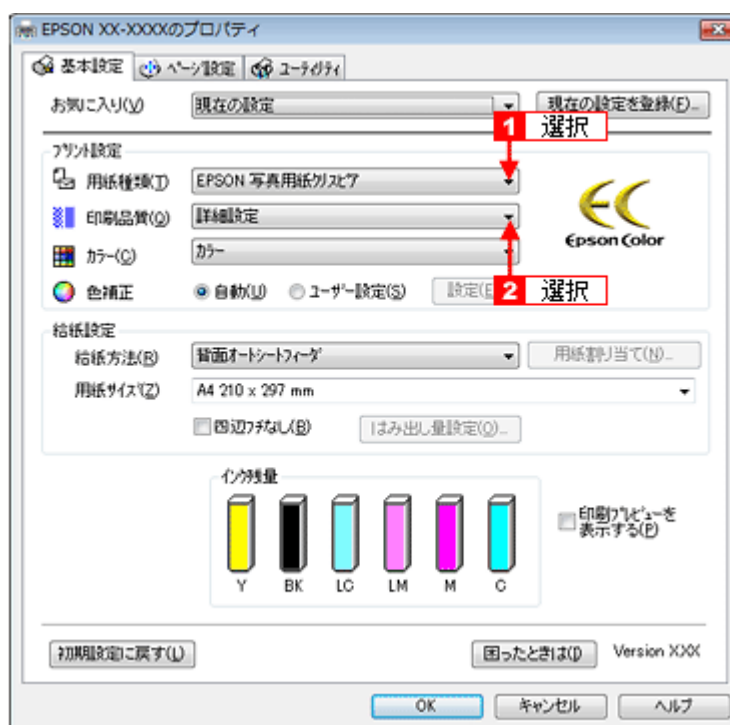 EPSON XX-XXXXのプロパティ
基本設定 ページ設定 ユーティリティ
お気に入り(V) 現在の設定 現在の設定を登録(F)...
1 選択
プリント設定
用紙種類(T) EPSON 写真用紙クリスピア
印刷品質(Q) 詳細設定
カラー(C) カラー
EC
Epson Color
色補正 自動(U) ユーザー設定(S) 設定(E
2 選択
給紙設定
給紙方法(R) 背面オートシートフィーダ 用紙割り当て(N)...
用紙サイズ(Z) A4 210 x 297 mm
四辺フチなし(B) はみ出し量設定(O)...
インク残量
Y BK LC LM M C
印刷プレビューを
表示する(P)
初期設定に戻す(L) 困ったときは(I) Version X.XX
OK キャンセル ヘルプ